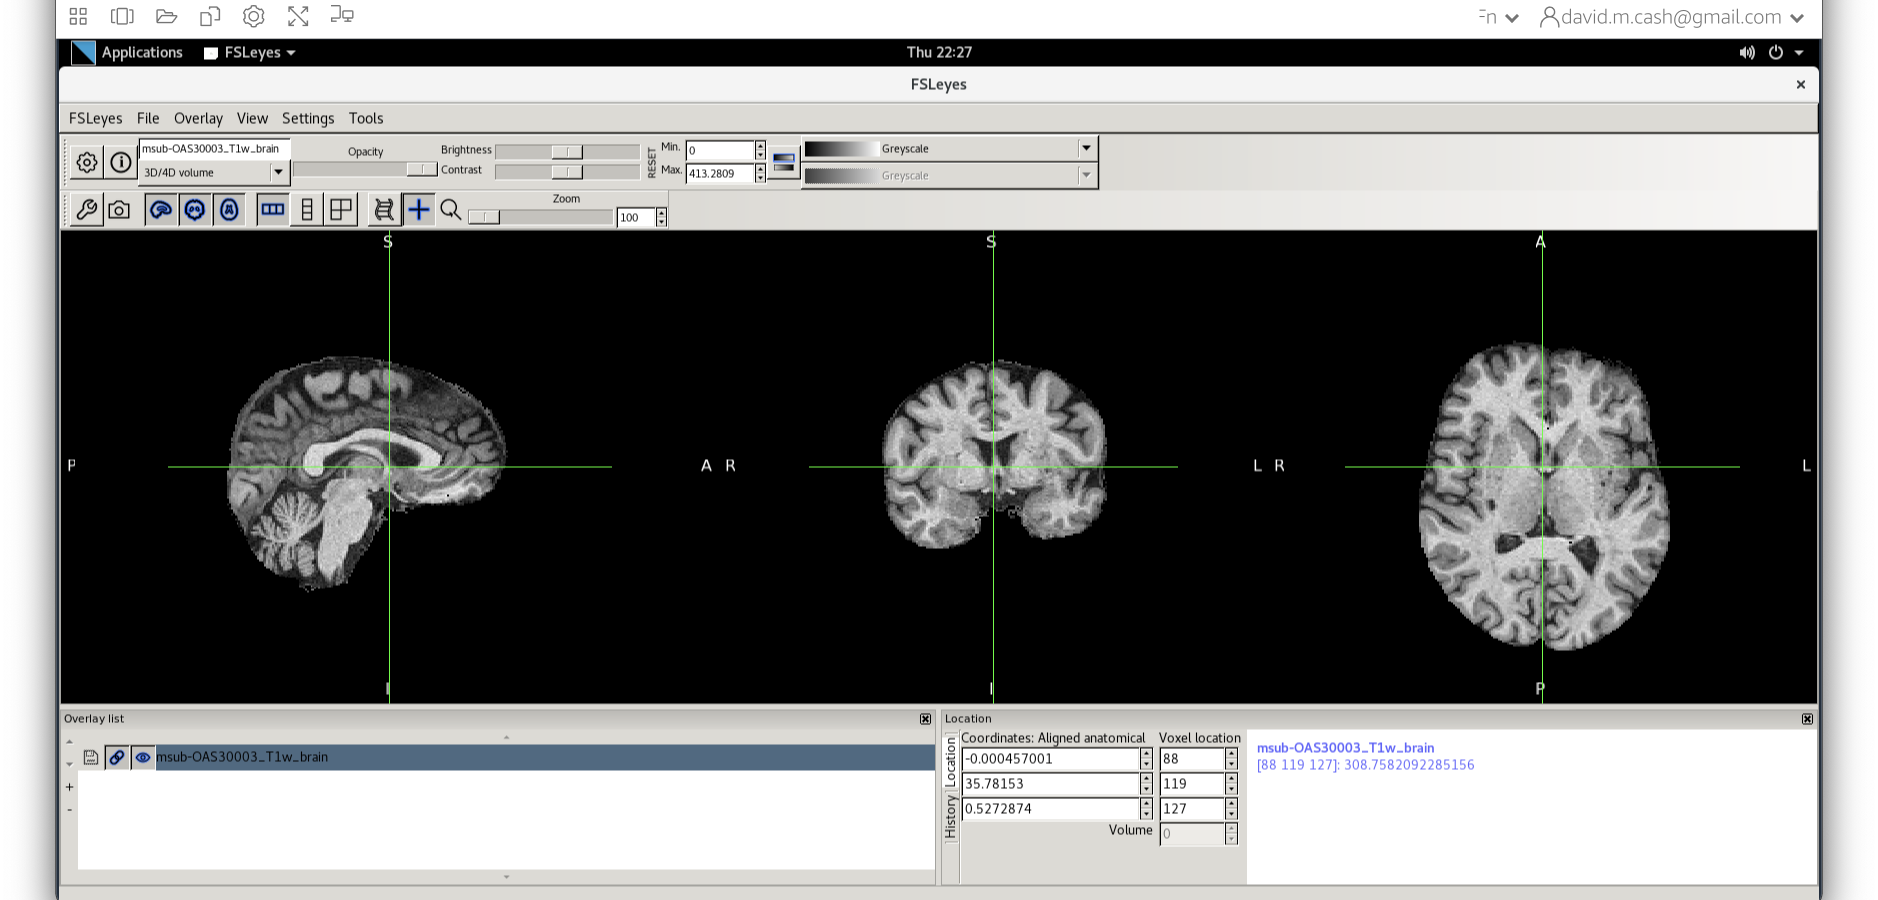 david.m.cash@gmail.com
Applications FSLeyes Thu 22:27
FSLeyes
FSLeyes File Overlay View Settings Tools
msub-OAS30003_T1w_brain
3D/4D volume
Opacity
Brightness
Contrast
RESET
Min. 0
Max. 413.2809
Greyscale
Greyscale
Zoom
100
S S A
P A R L R L
I I P
Overlay list
msub-OAS30003_T1w_brain
Location
Location
History
Coordinates: Aligned anatomical Voxel location
-0.000457001 88
35.78153 119
0.5272874 127
Volume 0
msub-OAS30003_T1w_brain
[88 119 127]: 308.7582092285156